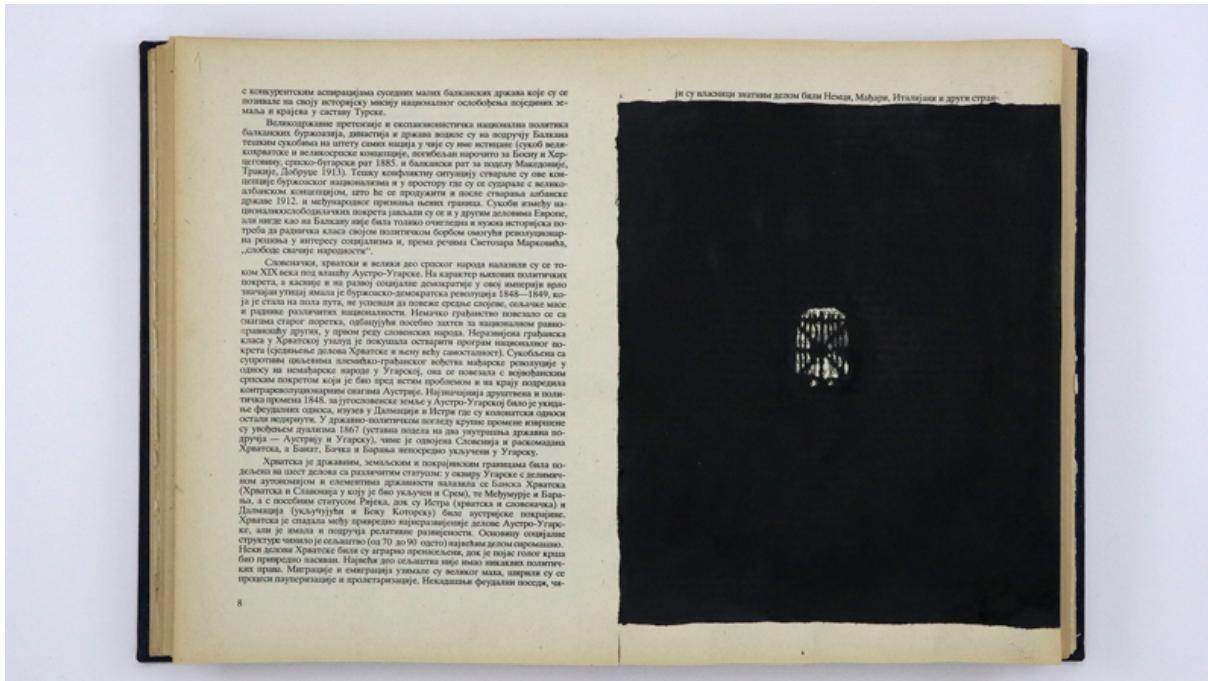 с конкурентским аспирацијама суседних малих балканских држава које су се
позивале на своју историјску мисију националног ослобођења појединих зе-
маља и крајева у саставу Турске.
Великодржавне претензије и експанзионистичка национална политика
балканских буржоазија, династија и држава водиле су на подручју Балкана
тешким сукобима на штету самих нација у чије су име истицане (сукоб вели-
кохрватске и великосрпске концепције, погибељан нарочито за Босну и Хер-
цеговину, српско-бугарски рат 1885. и балкански рат за поделу Македоније,
Тракије, Добруџе 1913). Тешку конфликтну ситуацију стварале су ове кон-
цепције буржоаског национализма и у простору где су се сударале с велико-
албанском концепцијом, што ће се продужити и после стварања албанске
државе 1912. и међународног признања њених граница. Сукоби између на-
ционалноослободилачких покрета јављали су се и у другим деловима Европе,
али нигде као на Балкану није била толико очигледна и нужна историјска по-
треба да радничка класа својом политичком борбом омогући револуционар-
на решења у интересу социјализма и, према речима Светозара Марковића,
„слободе свачије народности“.
Словеначки, хрватски и велики део српског народа налазили су се то-
ком XIX века под влашћу Аустро-Угарске. На карактер њихових политичких
покрета, а касније и на развој социјалне демократије у овој империји врло
значајан утицај имала је буржоаско-демократска револуција 1848—1849, ко-
ја је стала на пола пута, не успевши да повеже средње слојеве, сељачке масе
и раднике различитих националности. Немачко грађанство повезало се са
снагама старог поретка, одбацујући посебно захтев за националном равно-
правношћу других, у првом реду словенских народа. Неразвијена грађанска
класа у Хрватској узалуд је покушала остварити програм националног по-
крета (сједињење делова Хрватске и њену већу самосталност). Сукобљена са
супротним циљевима племићко-грађанског вођства мађарске револуције у
односу на немађарске народе у Угарској, она се повезала с војвођанским
српским покретом који је био пред истим проблемом и на крају подредила
контрареволуционарним снагама Аустрије. Најзначајнија друштвена и поли-
тичка промена 1848. за југословенске земље у Аустро-Угарској било је укида-
ње феудалних односа, изузев у Далмацији и Истри где су колонатски односи
остали недирнути. У државно-политичком погледу крупне промене извршене
су увођењем дуализма 1867 (уставна подела на два унутрашња државна по-
дручја — Аустрију и Угарску), чиме је одвојена Словенија и раскомадана
Хрватска, а Банат, Бачка и Барања непосредно укључени у Угарску.
Хрватска је државним, земаљским и покрајинским границама била по-
дељена на шест делова са различитим статусом: у оквиру Угарске с делимич-
ном аутономијом и елементима државности налазила се Банска Хрватска
(Хрватска и Славонија у коју је био укључен и Срем), те Међумурје и Бара-
ња, а с посебним статусом Ријека, док су Истра (хрватска и словеначка) и
Далмација (укључујући и Боку Которску) биле аустријске покрајине.
Хрватска је спадала међу привредно најнеразвијеније делове Аустро-Угарс-
ке, али је имала и подручја релативне развијености. Основицу социјалне
структуре чинило је сељаштво (од 70 до 90 одсто) највећим делом сиромашно.
Неки делови Хрватске били су аграрно пренасељени, док је појас голог крша
био привредно пасиван. Највећи део сељаштва није имао никаквих политич-
ких права. Миграције и емиграција узимале су великог маха, ширили су се
процеси пауперизације и пролетаризације. Некадашњи феудални поседи, чи-
8
ји су власници знатним делом били Немци, Мађари, Италијани и други стран-